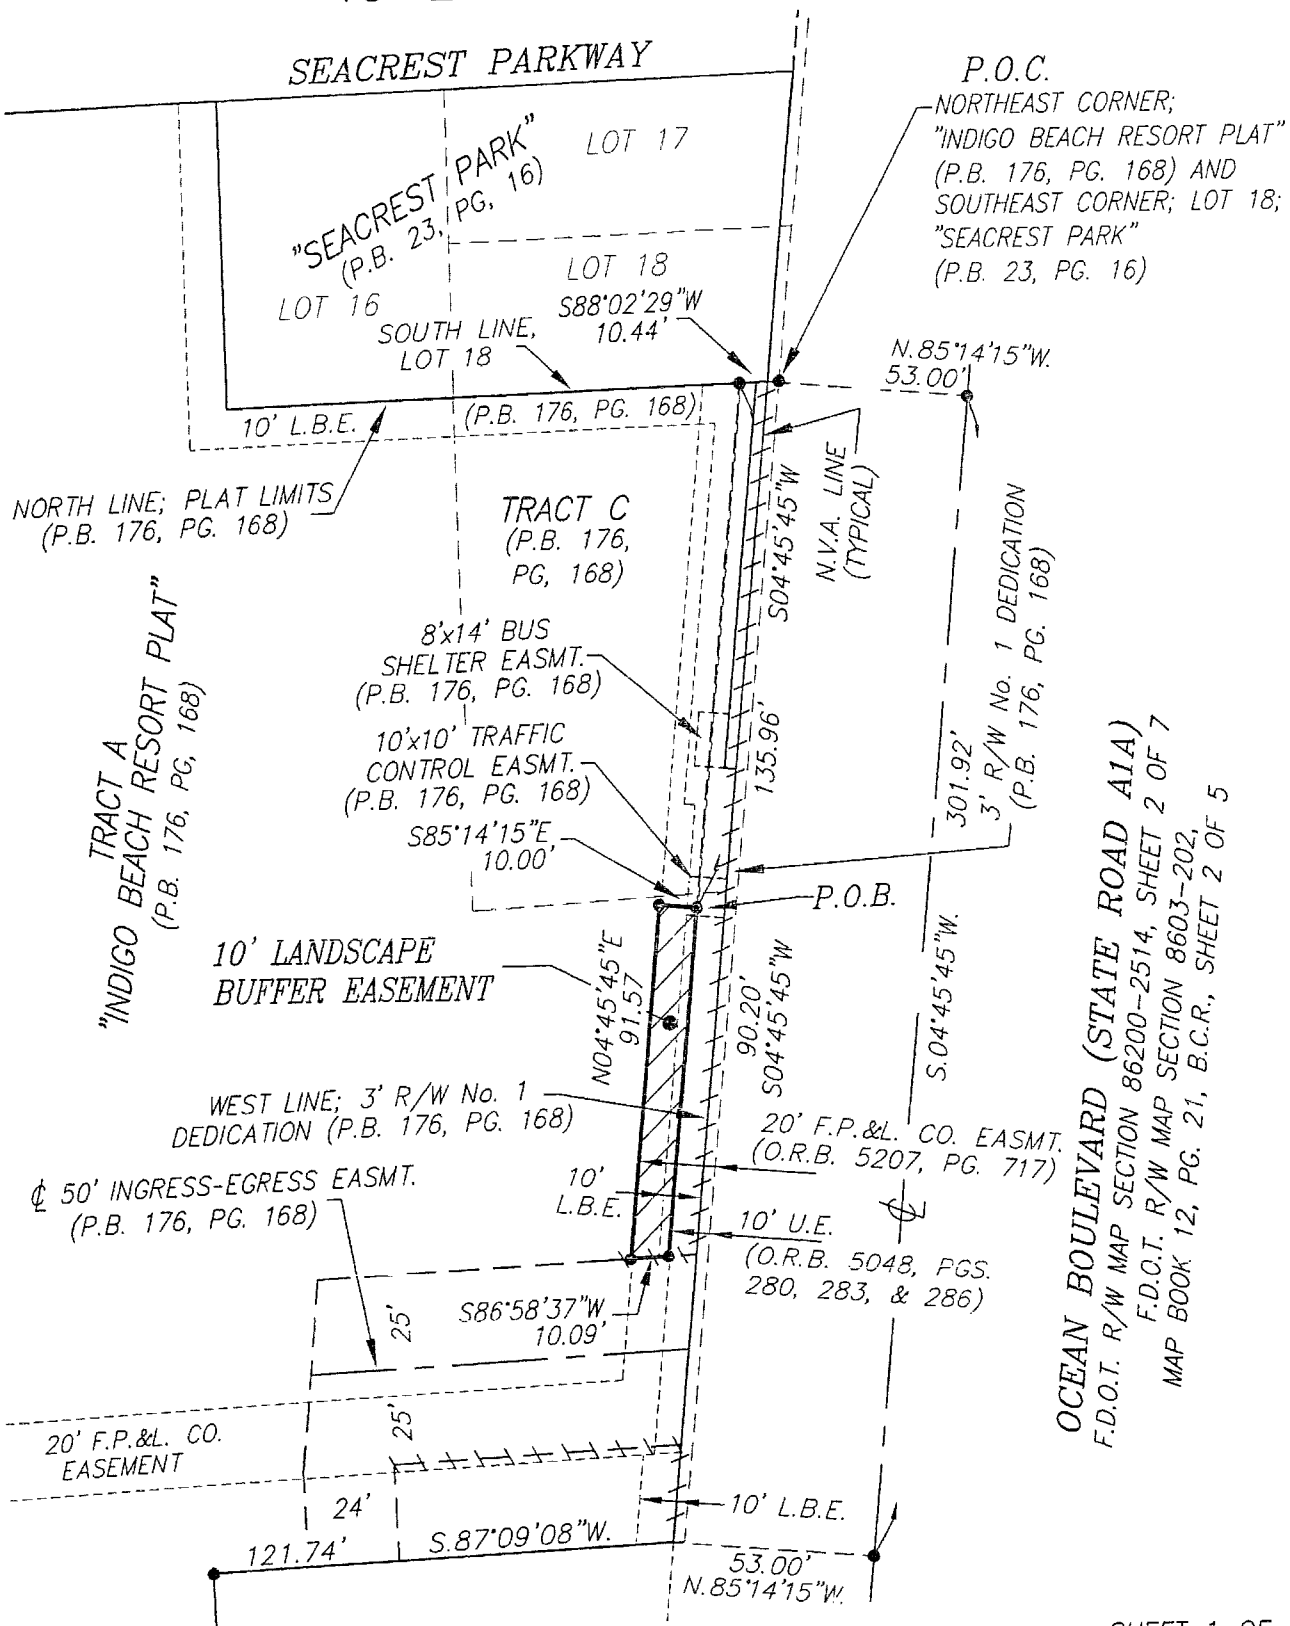 SEACREST PARKWAY
P.O.C.
NORTHEAST CORNER;
"INDIGO BEACH RESORT PLAT"
(P.B. 176, PG. 168) AND
SOUTHEAST CORNER; LOT 18;
"SEACREST PARK"
(P.B. 23, PG. 16)
LOT 17
"SEACREST PARK"
(P.B. 23, PG, 16)
LOT 18
LOT 16
S88°02'29"W
10.44'
SOUTH LINE,
LOT 18
N.85°14'15"W.
53.00'
10' L.B.E.
(P.B. 176, PG. 168)
NORTH LINE; PLAT LIMITS
(P.B. 176, PG. 168)
TRACT C
(P.B. 176,
PG, 168)
S04°45'45"W
135.96'
N.V.A. LINE
(TYPICAL)
301.92'
3' R/W No. 1 DEDICATION
(P.B. 176, PG. 168)
8'x14' BUS
SHELTER EASMT.
(P.B. 176, PG. 168)
10'x10' TRAFFIC
CONTROL EASMT.
(P.B. 176, PG. 168)
S85°14'15"E,
10.00'
TRACT A
"INDIGO BEACH RESORT PLAT"
(P.B. 176, PG, 168)
P.O.B.
10' LANDSCAPE
BUFFER EASEMENT
N04°45'45"E
91.57
90.20'
S04°45'45"W
S.04°45'45"W.
OCEAN BOULEVARD (STATE ROAD A1A)
F.D.O.T. R/W MAP SECTION 86200-2514, SHEET 2 OF 7
F.D.O.T. R/W MAP SECTION 8603-202,
MAP BOOK 12, PG. 21, B.C.R., SHEET 2 OF 5
WEST LINE; 3' R/W No. 1
DEDICATION (P.B. 176, PG. 168)
20' F.P.&L. CO. EASMT.
(O.R.B. 5207, PG. 717)
℄ 50' INGRESS-EGRESS EASMT.
(P.B. 176, PG. 168)
10'
L.B.E.
10' U.E.
(O.R.B. 5048, PGS.
280, 283, & 286)
℄
S86°58'37"W
10.09'
25'
25'
20' F.P.&L. CO.
EASEMENT
24'
10' L.B.E.
121.74'
S.87°09'08"W.
53.00'
N.85°14'15"W.